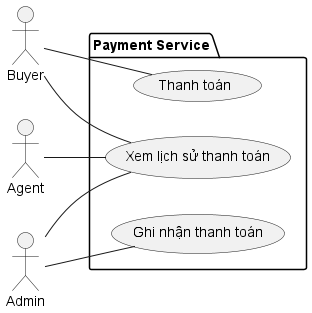 Payment Service
Buyer
Thanh toán
Xem lịch sử thanh toán
Agent
Ghi nhận thanh toán
Admin